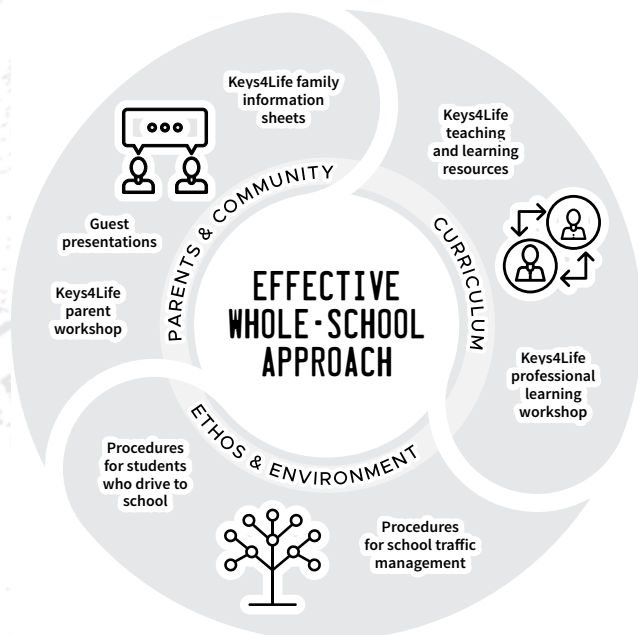 EFFECTIVE
WHOLE-SCHOOL
APPROACH
PARENTS & COMMUNITY
Keys4Life family
information
sheets
Guest
presentations
Keys4Life
parent
workshop
CURRICULUM
Keys4Life
teaching
and learning
resources
Keys4Life
professional
learning
workshop
ETHOS & ENVIRONMENT
Procedures
for students
who drive to
school
Procedures
for school traffic
management